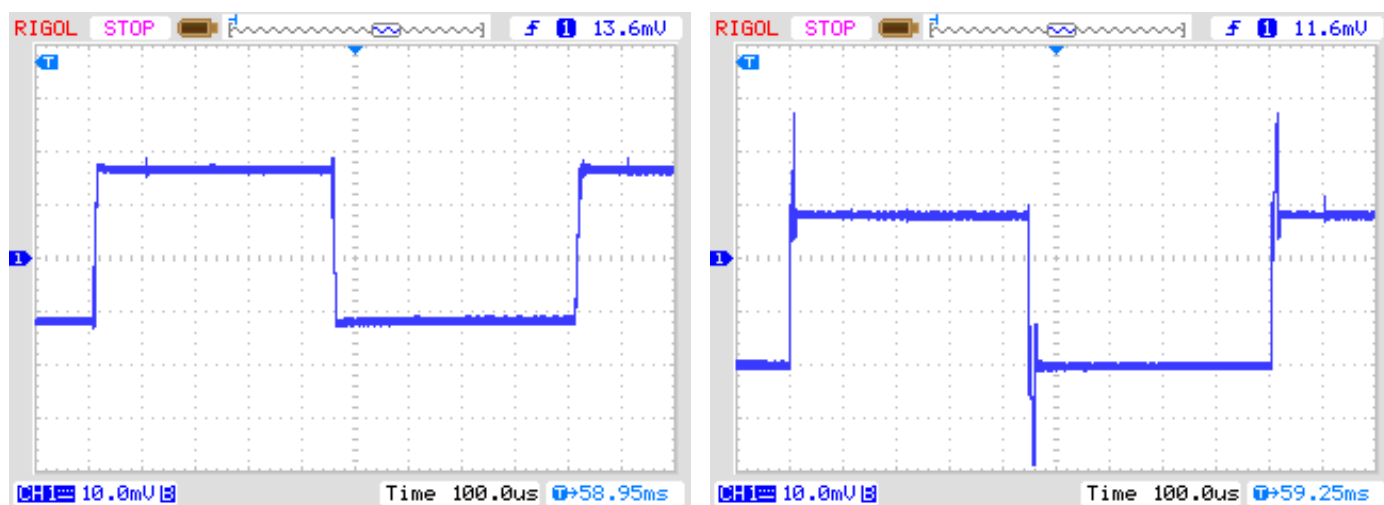 RIGOL STOP T f 1 13.6mV
T
1
CH1 10.0mV B Time 100.0us T→58.95ms
RIGOL STOP T f 1 11.6mV
T
1
CH1 10.0mV B Time 100.0us T→59.25ms